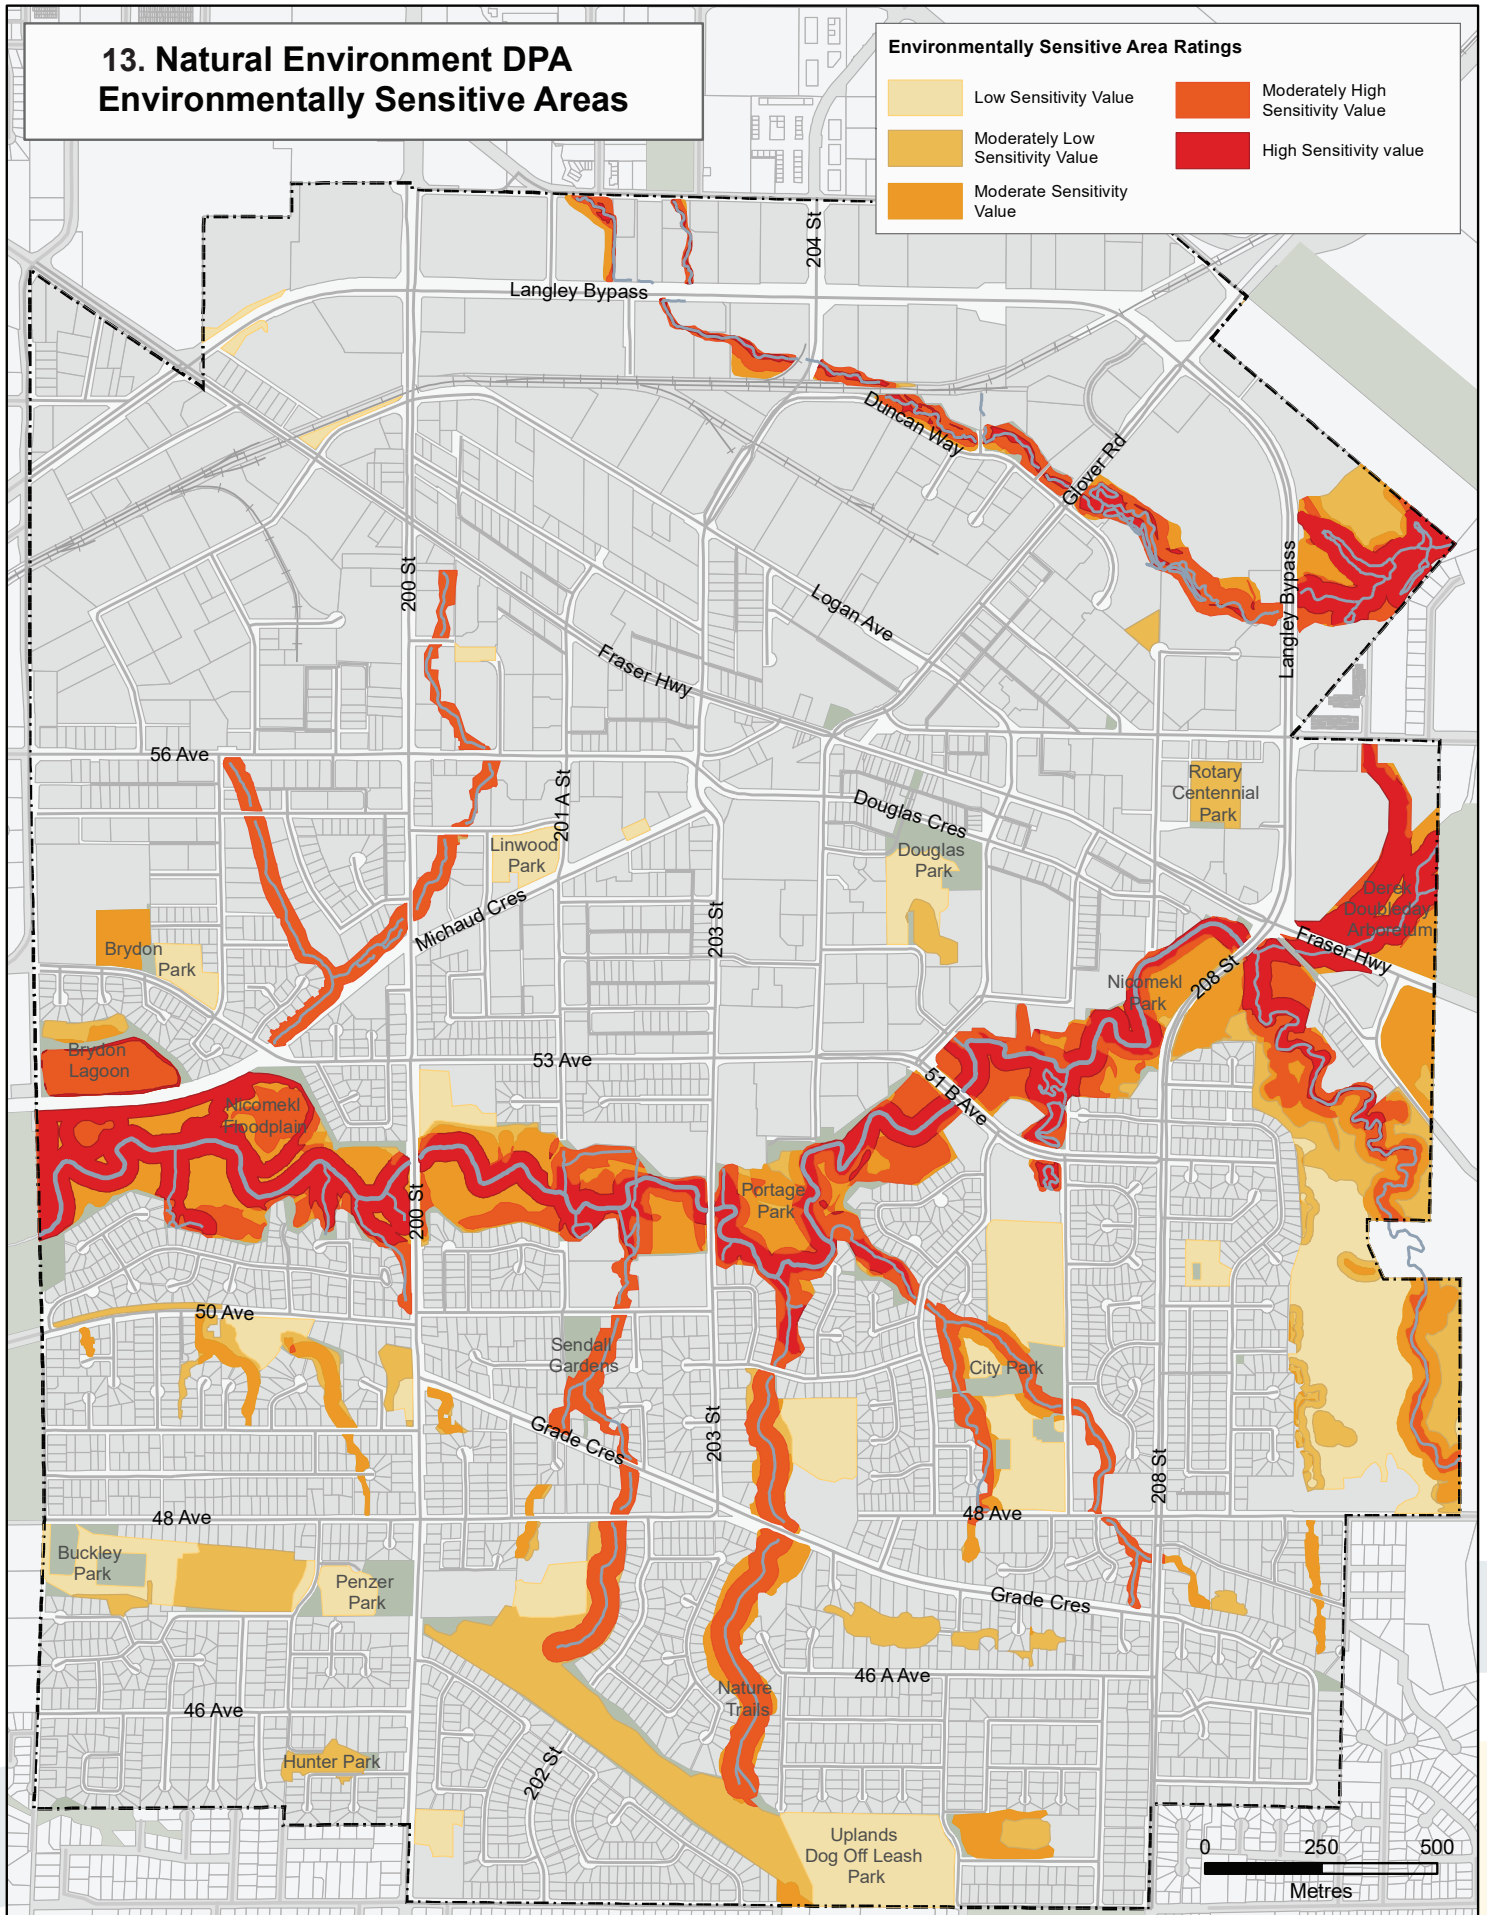 13. Natural Environment DPA
Environmentally Sensitive Areas
Environmentally Sensitive Area Ratings
Low Sensitivity Value
Moderately Low
Sensitivity Value
Moderate Sensitivity
Value
Moderately High
Sensitivity Value
High Sensitivity value
204 St
Langley Bypass
Duncan Way
Glover Rd
200 St
Langley Bypass
Logan Ave
Fraser Hwy
56 Ave
201 A St
Rotary
Centennial
Park
Douglas Cres
Linwood
Park
Douglas
Park
Derek
Doubleday
Arboretum
Michaud Cres
203 St
Brydon
Park
Fraser Hwy
208 St
Nicomekl
Park
Brydon
Lagoon
53 Ave
51 B Ave
Nicomekl
Floodplain
200 St
Portage
Park
50 Ave
Sendall
Gardens
City Park
Grade Cres
203 St
208 St
48 Ave
48 Ave
Buckley
Park
Penzer
Park
Grade Cres
46 A Ave
Nature
Trails
46 Ave
Hunter Park
202 St
Uplands
Dog Off Leash
Park
0 250 500
Metres